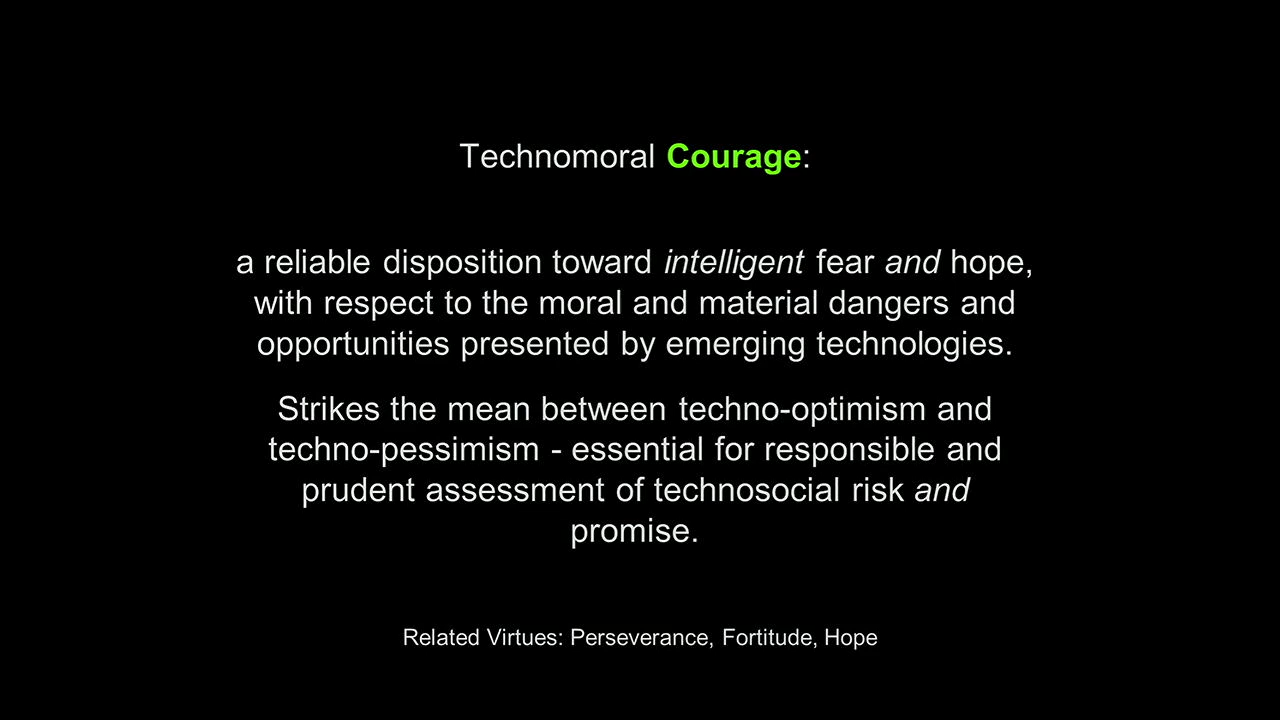 Technomoral Courage:
a reliable disposition toward intelligent fear and hope,
with respect to the moral and material dangers and
opportunities presented by emerging technologies.
Strikes the mean between techno-optimism and
techno-pessimism - essential for responsible and
prudent assessment of technosocial risk and
promise.
Related Virtues: Perseverance, Fortitude, Hope